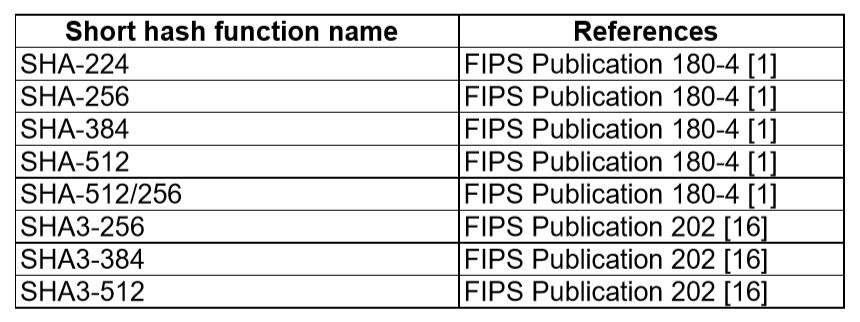 Short hash function name References
SHA-224 FIPS Publication 180-4 [1]
SHA-256 FIPS Publication 180-4 [1]
SHA-384 FIPS Publication 180-4 [1]
SHA-512 FIPS Publication 180-4 [1]
SHA-512/256 FIPS Publication 180-4 [1]
SHA3-256 FIPS Publication 202 [16]
SHA3-384 FIPS Publication 202 [16]
SHA3-512 FIPS Publication 202 [16]